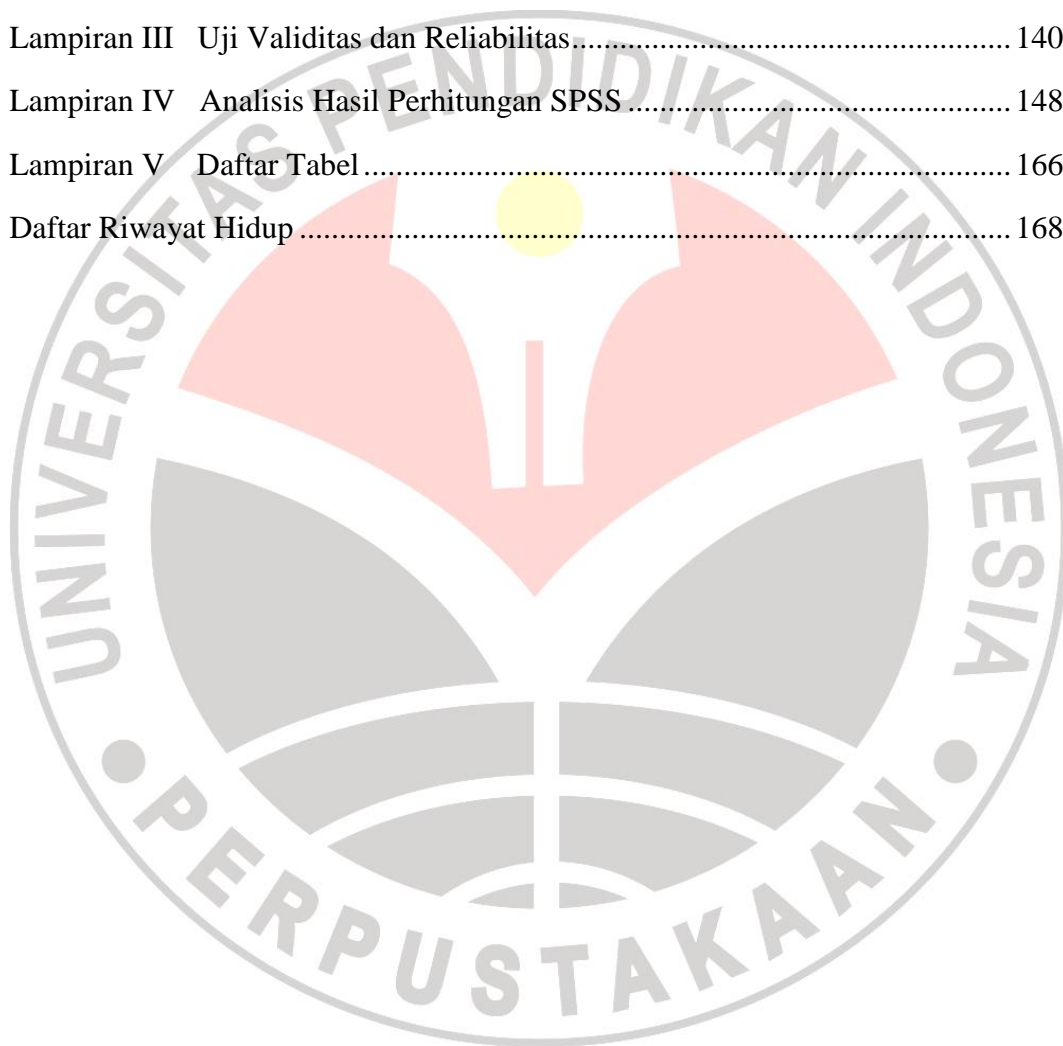 Lampiran III Uji Validitas dan Reliabilitas........................................................ 140
Lampiran IV Analisis Hasil Perhitungan SPSS ................................................ 148
Lampiran V Daftar Tabel .................................................................................. 166
Daftar Riwayat Hidup .......................................................................................... 168
UNIVERSITAS PENDIDIKAN INDONESIA
PERPUSTAKAAN